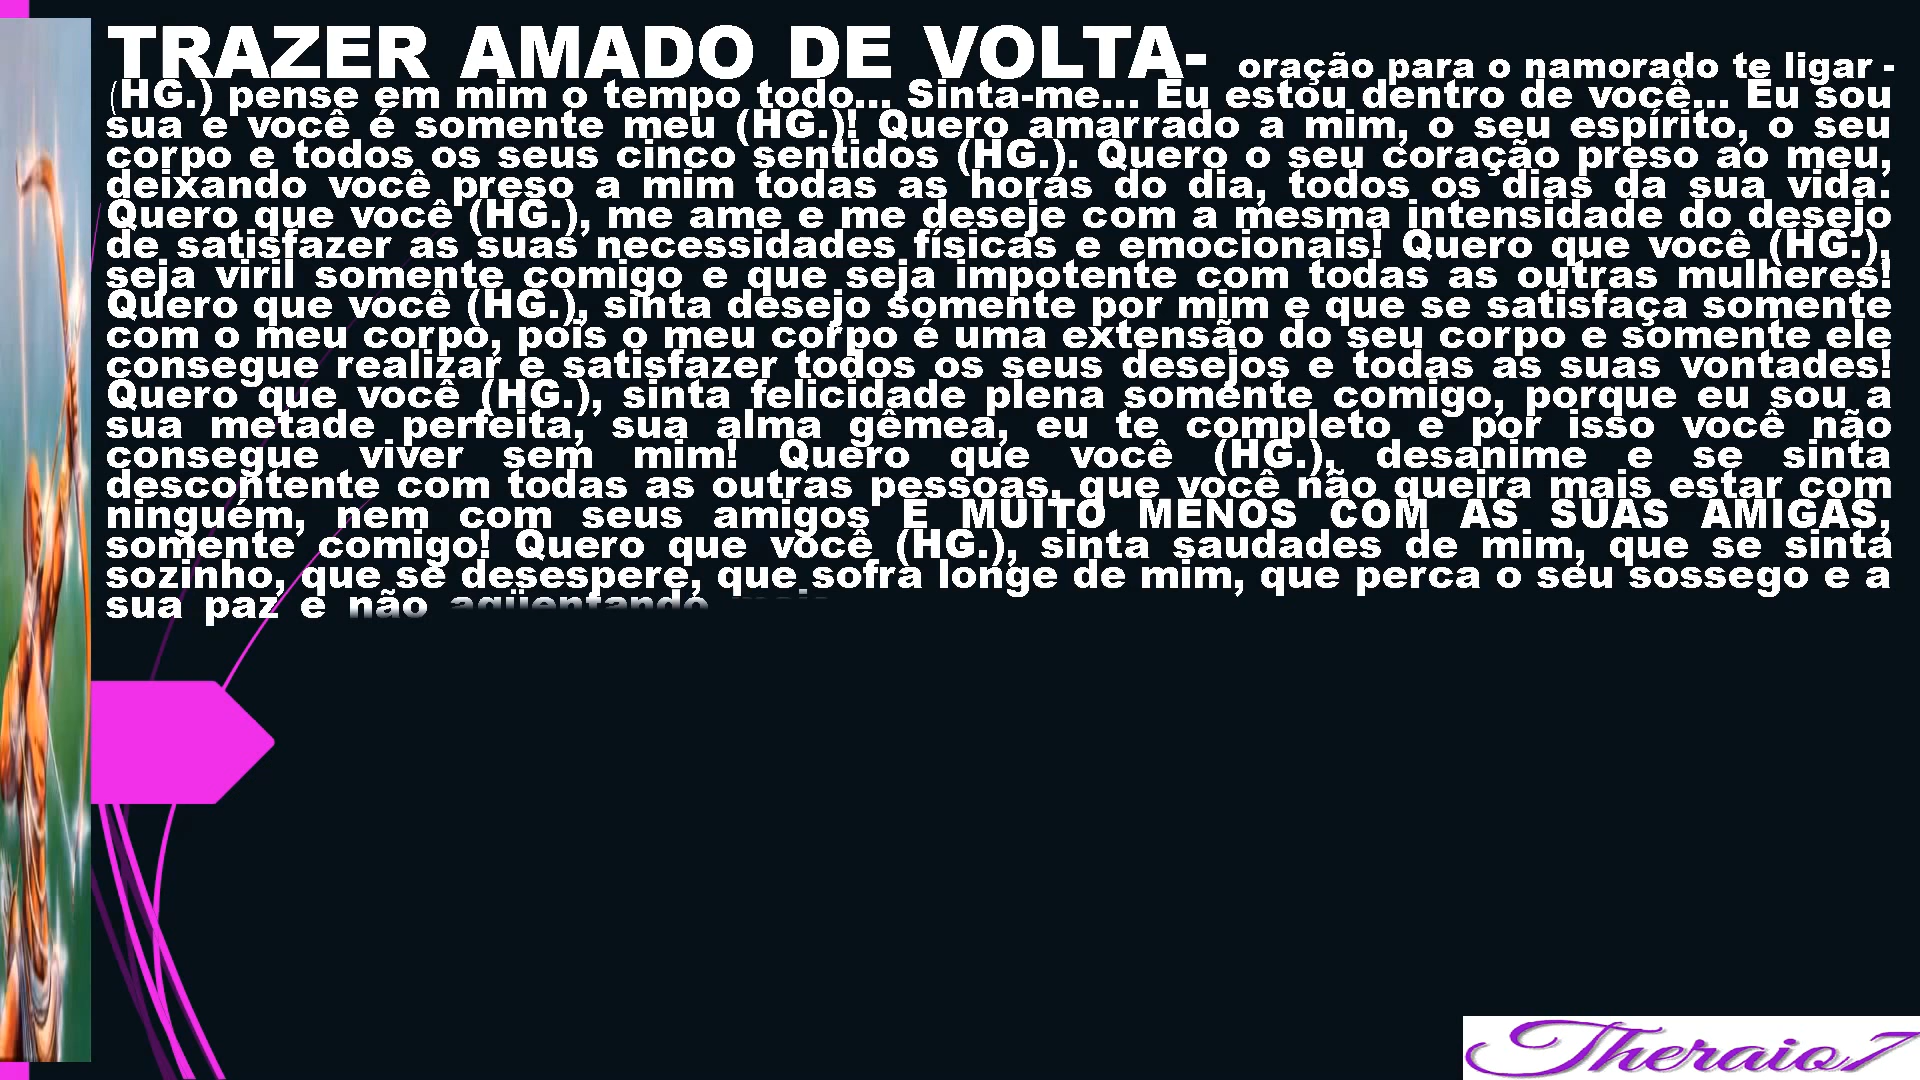 TRAZER AMADO DE VOLTA- oração para o namorado te ligar -
(HG.) pense em mim o tempo todo... Sinta-me... Eu estou dentro de você... Eu sou
sua e você é somente meu (HG.)! Quero amarrado a mim, o seu espírito, o seu
corpo e todos os seus cinco sentidos (HG.). Quero o seu coração preso ao meu,
deixando você preso a mim todas as horas do dia, todos os dias da sua vida.
Quero que você (HG.), me ame e me deseje com a mesma intensidade do desejo
de satisfazer as suas necessidades físicas e emocionais! Quero que você (HG.),
seja viril somente comigo e que seja impotente com todas as outras mulheres!
Quero que você (HG.), sinta desejo somente por mim e que se satisfaça somente
com o meu corpo, pois o meu corpo é uma extensão do seu corpo e somente ele
consegue realizar e satisfazer todos os seus desejos e todas as suas vontades!
Quero que você (HG.), sinta felicidade plena somente comigo, porque eu sou a
sua metade perfeita, sua alma gêmea, eu te completo e por isso você não
consegue viver sem mim! Quero que você (HG.), desanime e se sinta
descontente com todas as outras pessoas, que você não queira mais estar com
ninguém, nem com seus amigos E MUITO MENOS COM AS SUAS AMIGAS,
somente comigo! Quero que você (HG.), sinta saudades de mim, que se sinta
sozinho, que se desespere, que sofra longe de mim, que perca o seu sossego e a
sua paz e não agüentando
Theraio7